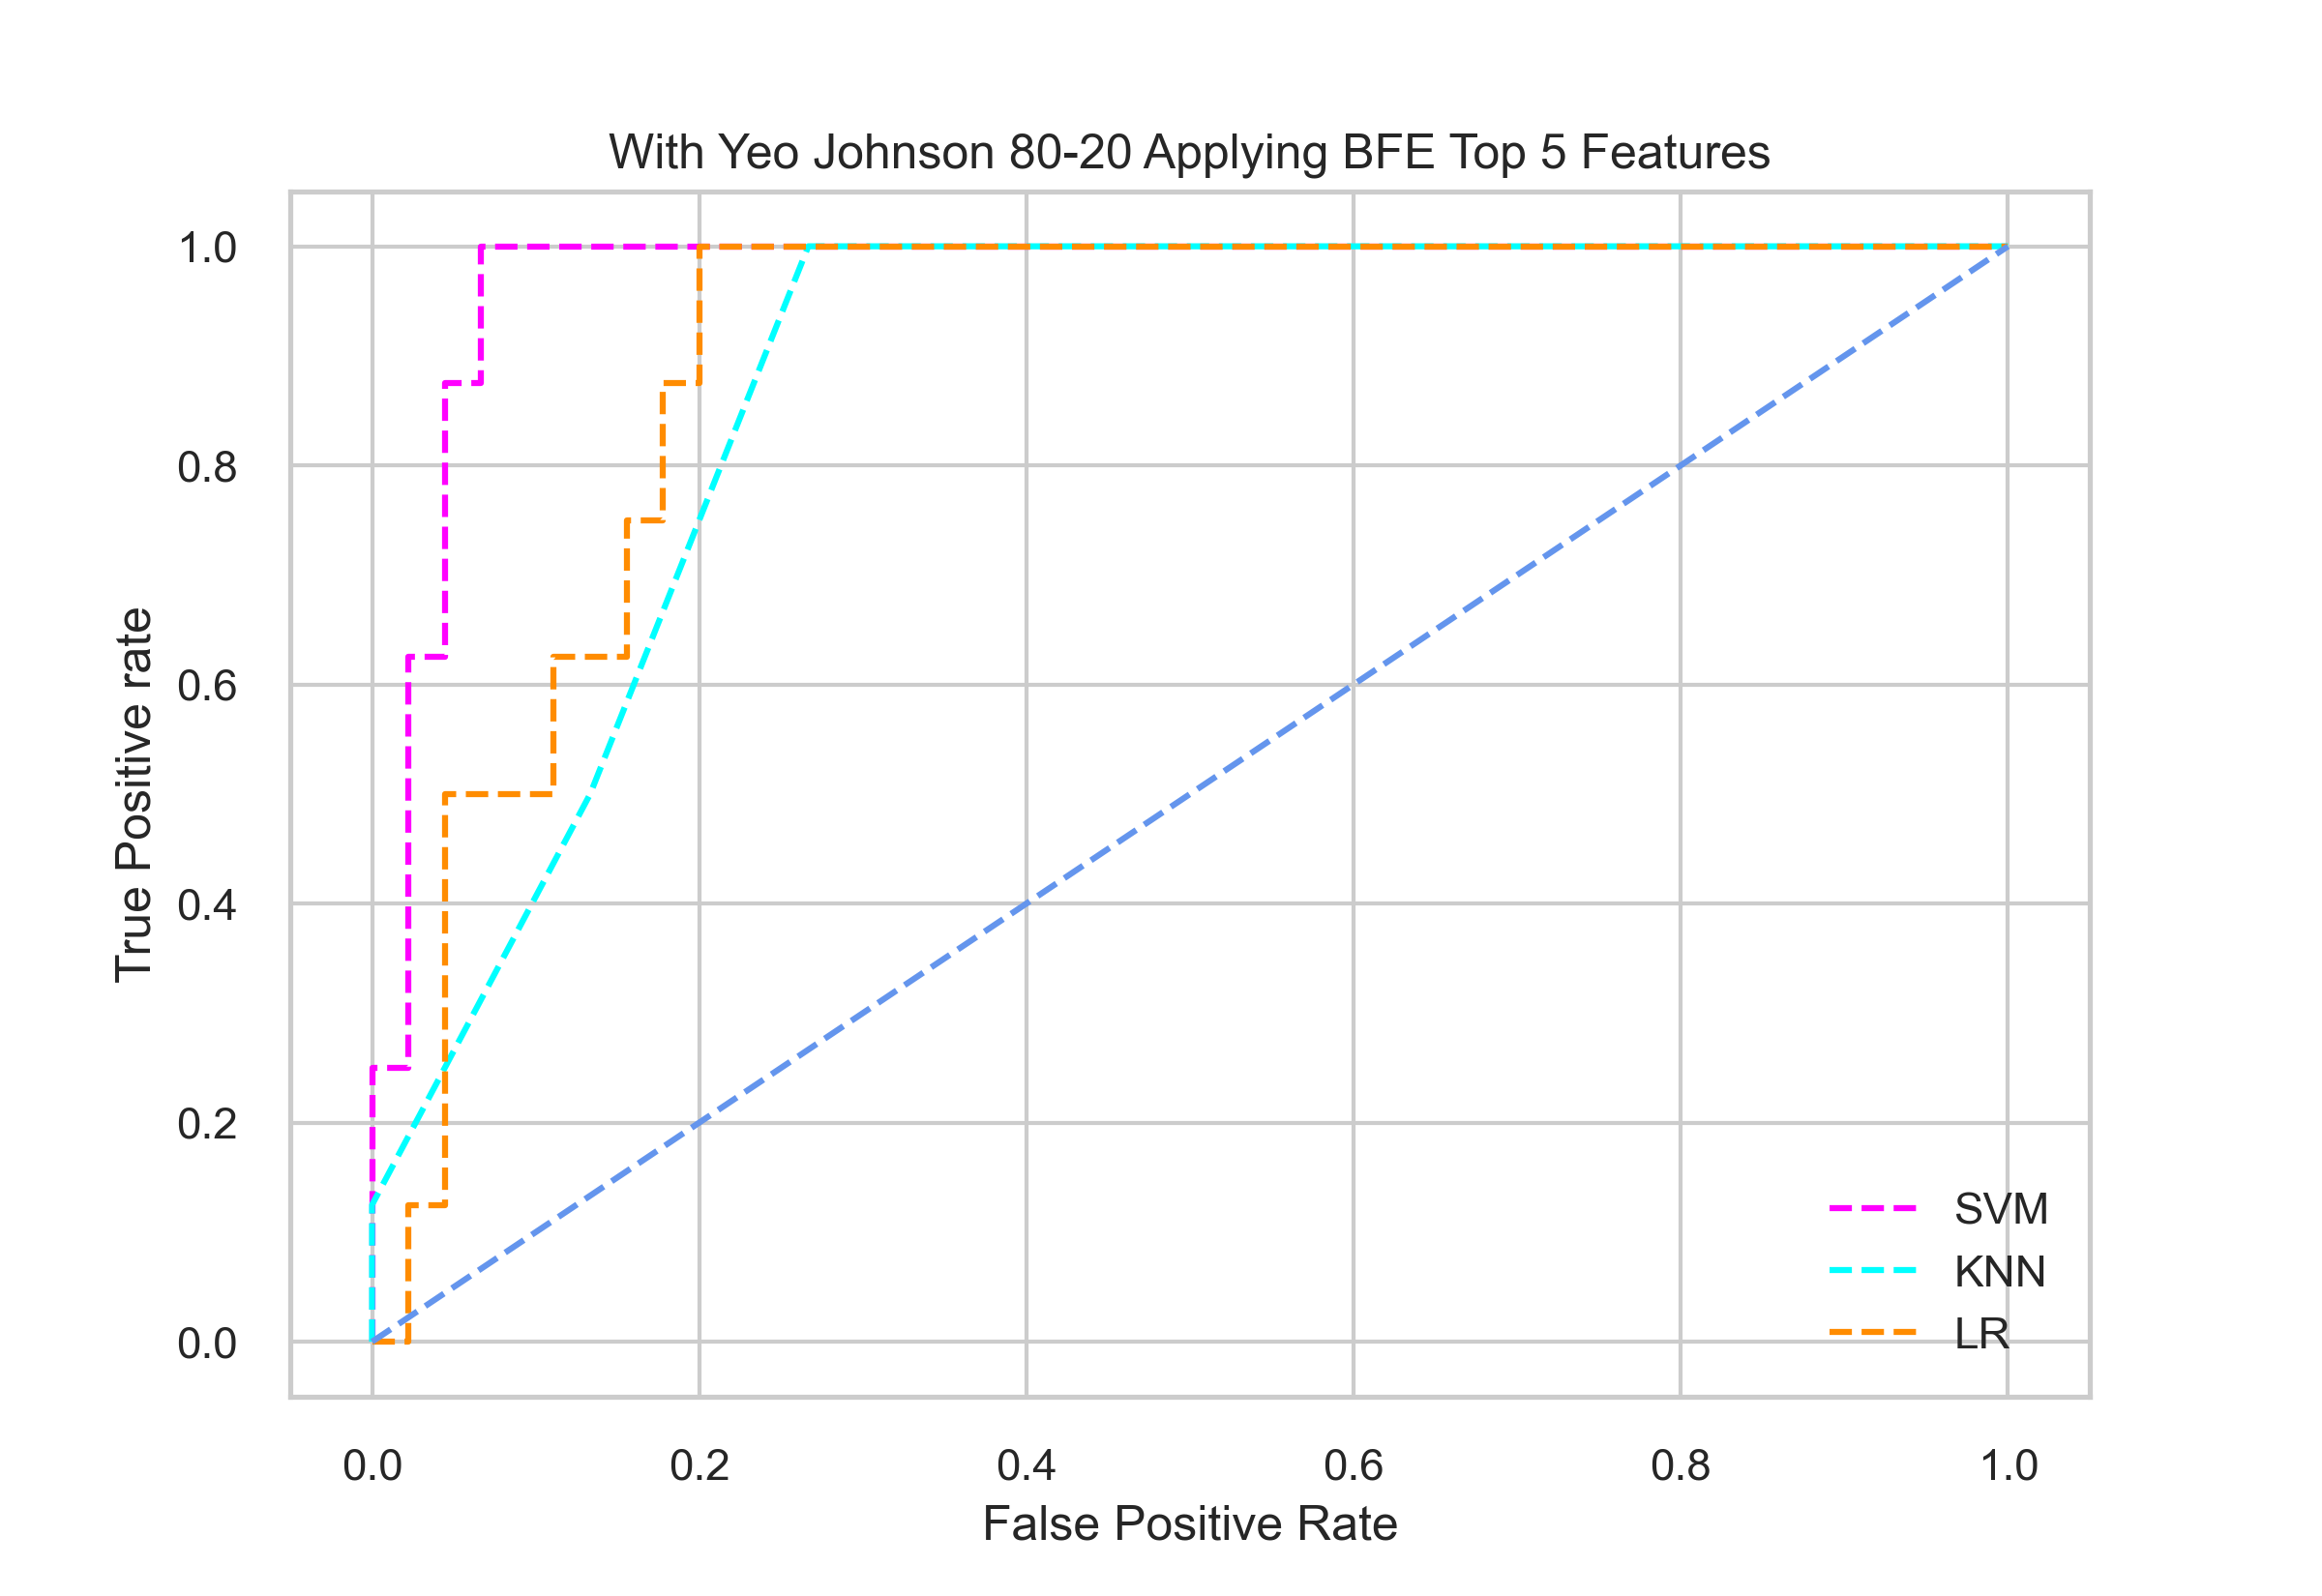 With Yeo Johnson 80-20 Applying BFE Top 5 Features
True Positive rate
1.0
0.8
0.6
0.4
0.2
0.0
SVM
KNN
LR
0.0 0.2 0.4 0.6 0.8 1.0
False Positive Rate